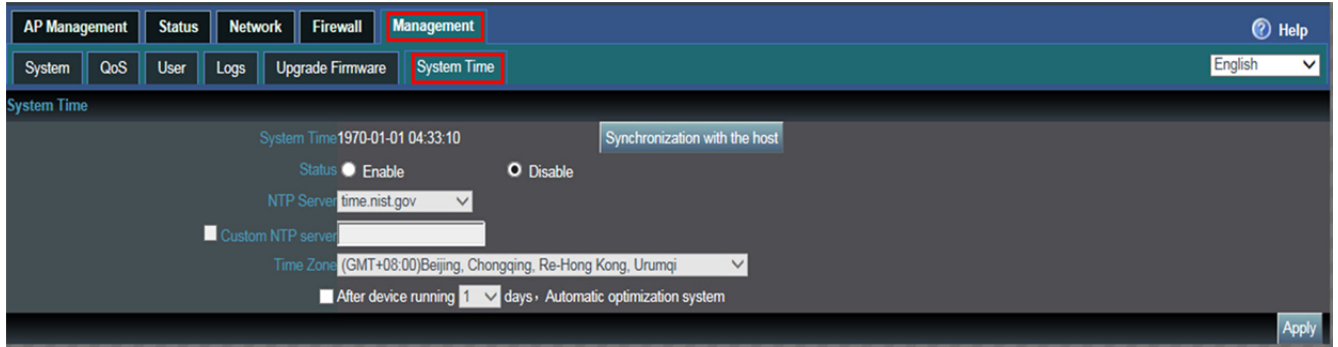 AP Management Status Network Firewall Management Help
System QoS User Logs Upgrade Firmware System Time English
System Time
System Time 1970-01-01 04:33:10 Synchronization with the host
Status Enable Disable
NTP Server time.nist.gov
Custom NTP server
Time Zone (GMT+08:00)Beijing, Chongqing, Re-Hong Kong, Urumqi
After device running 1 days，Automatic optimization system
Apply